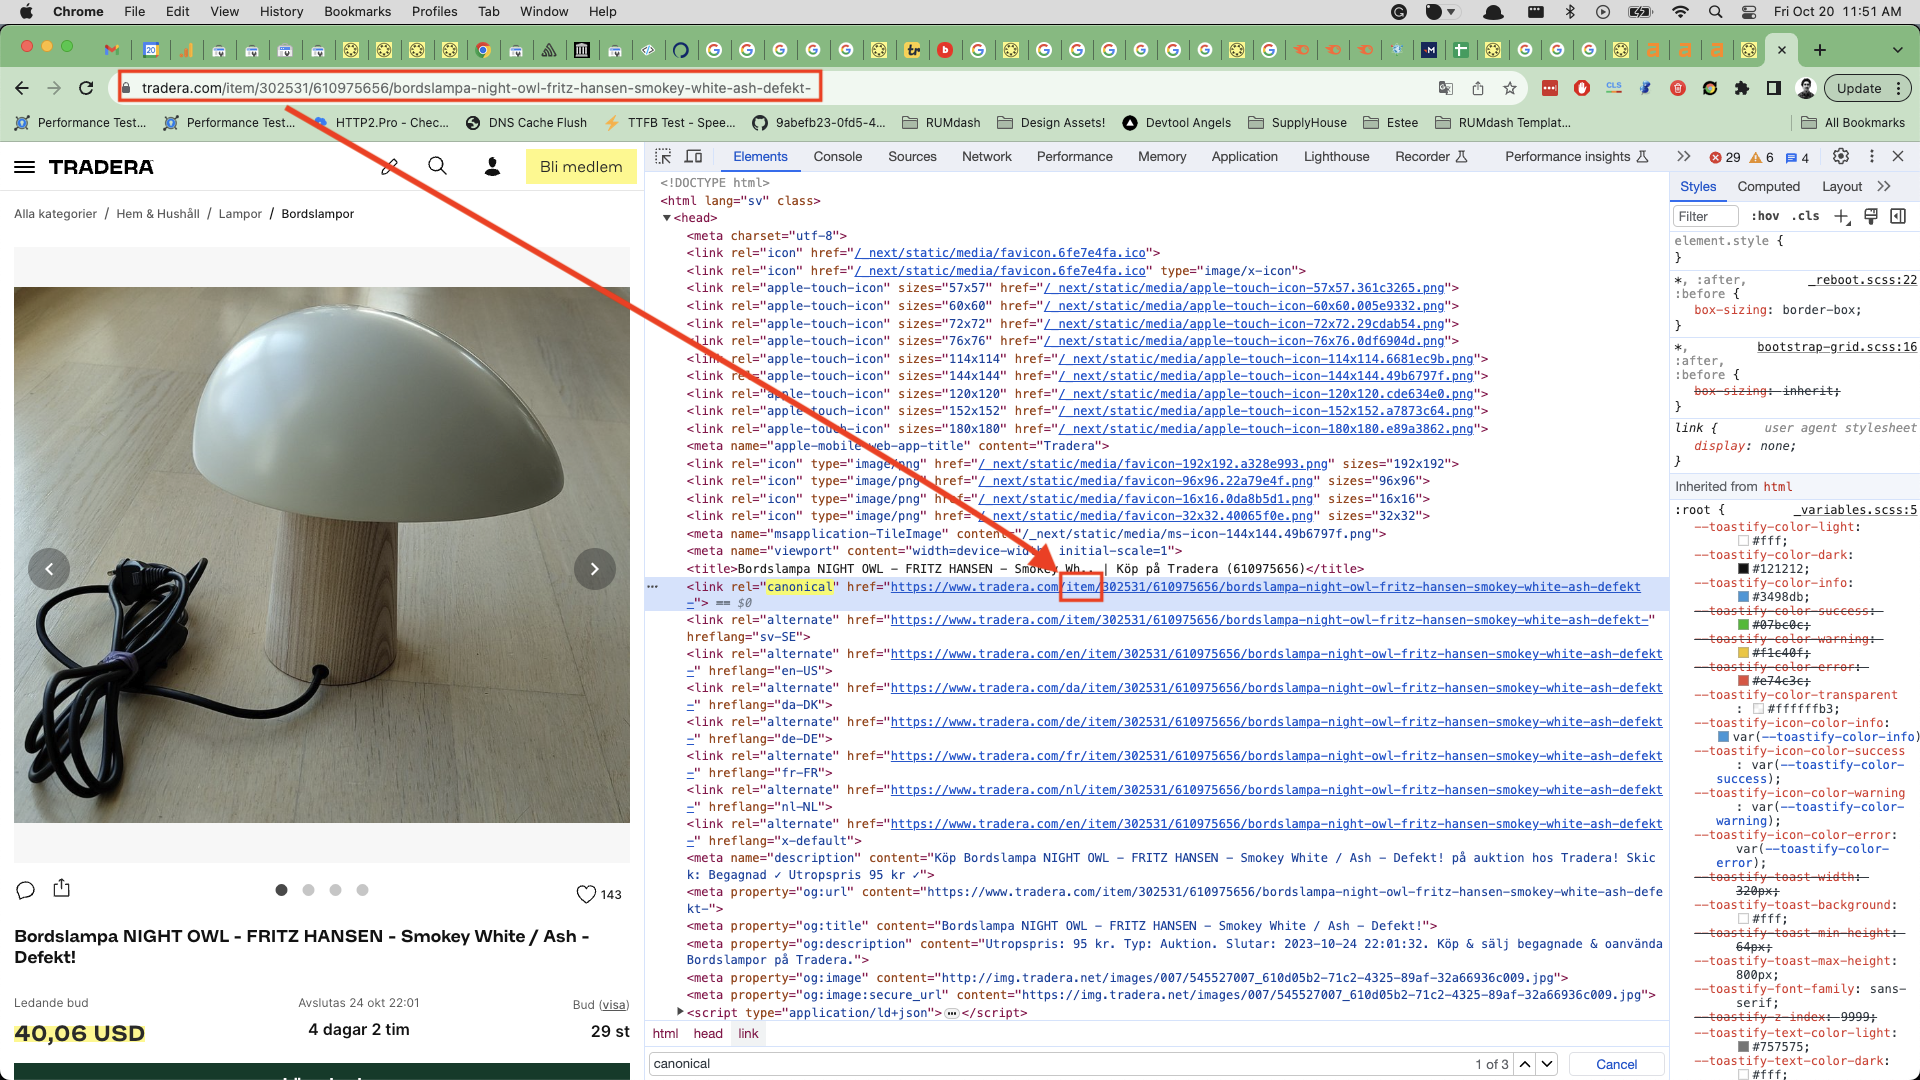 Chrome File Edit View History Bookmarks Profiles Tab Window Help
Fri Oct 20 11:51 AM
tradera.com/item/302531/610975656/bordslampa-night-owl-fritz-hansen-smokey-white-ash-defekt-
CLS
Update
Performance Test... Performance Test... HTTP2.Pro - Chec... DNS Cache Flush TTFB Test - Spee... 9abefb23-0fd5-4... RUMdash Design Assets! Devtool Angels SupplyHouse Estee RUMdash Templat... All Bookmarks
TRADERA
Bli medlem
Alla kategorier / Hem & Hushåll / Lampor / Bordslampor
143
Bordslampa NIGHT OWL - FRITZ HANSEN - Smokey White / Ash -
Defekt!
Ledande bud Avslutas 24 okt 22:01 Bud (visa)
40,06 USD 4 dagar 2 tim 29 st
Elements Console Sources Network Performance Memory Application Lighthouse Recorder Performance insights 29 6 4
<!DOCTYPE html>
<html lang="sv" class>
<head>
<meta charset="utf-8">
<link rel="icon" href="/_next/static/media/favicon.6fe7e4fa.ico">
<link rel="icon" href="/_next/static/media/favicon.6fe7e4fa.ico" type="image/x-icon">
<link rel="apple-touch-icon" sizes="57x57" href="/_next/static/media/apple-touch-icon-57x57.361c3265.png">
<link rel="apple-touch-icon" sizes="60x60" href="/_next/static/media/apple-touch-icon-60x60.005e9332.png">
<link rel="apple-touch-icon" sizes="72x72" href="/_next/static/media/apple-touch-icon-72x72.29cdab54.png">
<link rel="apple-touch-icon" sizes="76x76" href="/_next/static/media/apple-touch-icon-76x76.0df6904d.png">
<link rel="apple-touch-icon" sizes="114x114" href="/_next/static/media/apple-touch-icon-114x114.6681ec9b.png">
<link rel="apple-touch-icon" sizes="144x144" href="/_next/static/media/apple-touch-icon-144x144.49b6797f.png">
<link rel="apple-touch-icon" sizes="120x120" href="/_next/static/media/apple-touch-icon-120x120.cde634e0.png">
<link rel="apple-touch-icon" sizes="152x152" href="/_next/static/media/apple-touch-icon-152x152.a7873c64.png">
<link rel="apple-touch-icon" sizes="180x180" href="/_next/static/media/apple-touch-icon-180x180.e89a3862.png">
<meta name="apple-mobile-web-app-title" content="Tradera">
<link rel="icon" type="image/png" href="/_next/static/media/favicon-192x192.a328e993.png" sizes="192x192">
<link rel="icon" type="image/png" href="/_next/static/media/favicon-96x96.22a79e4f.png" sizes="96x96">
<link rel="icon" type="image/png" href="/_next/static/media/favicon-16x16.0da8b5d1.png" sizes="16x16">
<link rel="icon" type="image/png" href="/_next/static/media/favicon-32x32.40065f0e.png" sizes="32x32">
<meta name="msapplication-TileImage" content="/_next/static/media/ms-icon-144x144.49b6797f.png">
<meta name="viewport" content="width=device-width, initial-scale=1">
<title>Bordslampa NIGHT OWL - FRITZ HANSEN - Smokey Wh.. | Köp på Tradera (610975656)</title>
<link rel="canonical" href="https://www.tradera.com/item/302531/610975656/bordslampa-night-owl-fritz-hansen-smokey-white-ash-defekt
-"> == $0
<link rel="alternate" href="https://www.tradera.com/item/302531/610975656/bordslampa-night-owl-fritz-hansen-smokey-white-ash-defekt-"
hreflang="sv-SE">
<link rel="alternate" href="https://www.tradera.com/en/item/302531/610975656/bordslampa-night-owl-fritz-hansen-smokey-white-ash-defekt
-" hreflang="en-US">
<link rel="alternate" href="https://www.tradera.com/da/item/302531/610975656/bordslampa-night-owl-fritz-hansen-smokey-white-ash-defekt
-" hreflang="da-DK">
<link rel="alternate" href="https://www.tradera.com/de/item/302531/610975656/bordslampa-night-owl-fritz-hansen-smokey-white-ash-defekt
-" hreflang="de-DE">
<link rel="alternate" href="https://www.tradera.com/fr/item/302531/610975656/bordslampa-night-owl-fritz-hansen-smokey-white-ash-defekt
-" hreflang="fr-FR">
<link rel="alternate" href="https://www.tradera.com/nl/item/302531/610975656/bordslampa-night-owl-fritz-hansen-smokey-white-ash-defekt
-" hreflang="nl-NL">
<link rel="alternate" href="https://www.tradera.com/en/item/302531/610975656/bordslampa-night-owl-fritz-hansen-smokey-white-ash-defekt
-" hreflang="x-default">
<meta name="description" content="Köp Bordslampa NIGHT OWL - FRITZ HANSEN - Smokey White / Ash - Defekt! på auktion hos Tradera! Skic
k: Begagnad ✓ Utropspris 95 kr ✓">
<meta property="og:url" content="https://www.tradera.com/item/302531/610975656/bordslampa-night-owl-fritz-hansen-smokey-white-ash-defe
kt-">
<meta property="og:title" content="Bordslampa NIGHT OWL - FRITZ HANSEN - Smokey White / Ash - Defekt!">
<meta property="og:description" content="Utropspris: 95 kr. Typ: Auktion. Slutar: 2023-10-24 22:01:32. Köp & sälj begagnade & oanvända
Bordslampor på Tradera.">
<meta property="og:image" content="http://img.tradera.net/images/007/545527007_610d05b2-71c2-4325-89af-32a66936c009.jpg">
<meta property="og:image:secure_url" content="https://img.tradera.net/images/007/545527007_610d05b2-71c2-4325-89af-32a66936c009.jpg">
<script type="application/ld+json">…</script>
html head link
canonical 1 of 3 Cancel
Styles Computed Layout
Filter :hov .cls
element.style {
}
*, :after, _reboot.scss:22
:before {
box-sizing: border-box;
}
*, bootstrap-grid.scss:16
:after,
:before {
box-sizing: inherit;
}
link { user agent stylesheet
display: none;
}
Inherited from html
:root { _variables.scss:5
--toastify-color-light:
#fff;
--toastify-color-dark:
#121212;
--toastify-color-info:
#3498db;
--toastify-color-success:
#07bc0c;
--toastify-color-warning:
#f1c40f;
--toastify-color-error:
#e74c3c;
--toastify-color-transparent
: #ffffffb3;
--toastify-icon-color-info:
var(--toastify-color-info)
--toastify-icon-color-success
: var(--toastify-color-
success);
--toastify-icon-color-warning
: var(--toastify-color-
warning);
--toastify-icon-color-error:
var(--toastify-color-
error);
--toastify-toast-width:
320px;
--toastify-toast-background:
#fff;
--toastify-toast-min-height:
64px;
--toastify-toast-max-height:
800px;
--toastify-font-family: sans-
serif;
--toastify-z-index: 9999;
--toastify-text-color-light:
#757575;
--toastify-text-color-dark:
#fff;